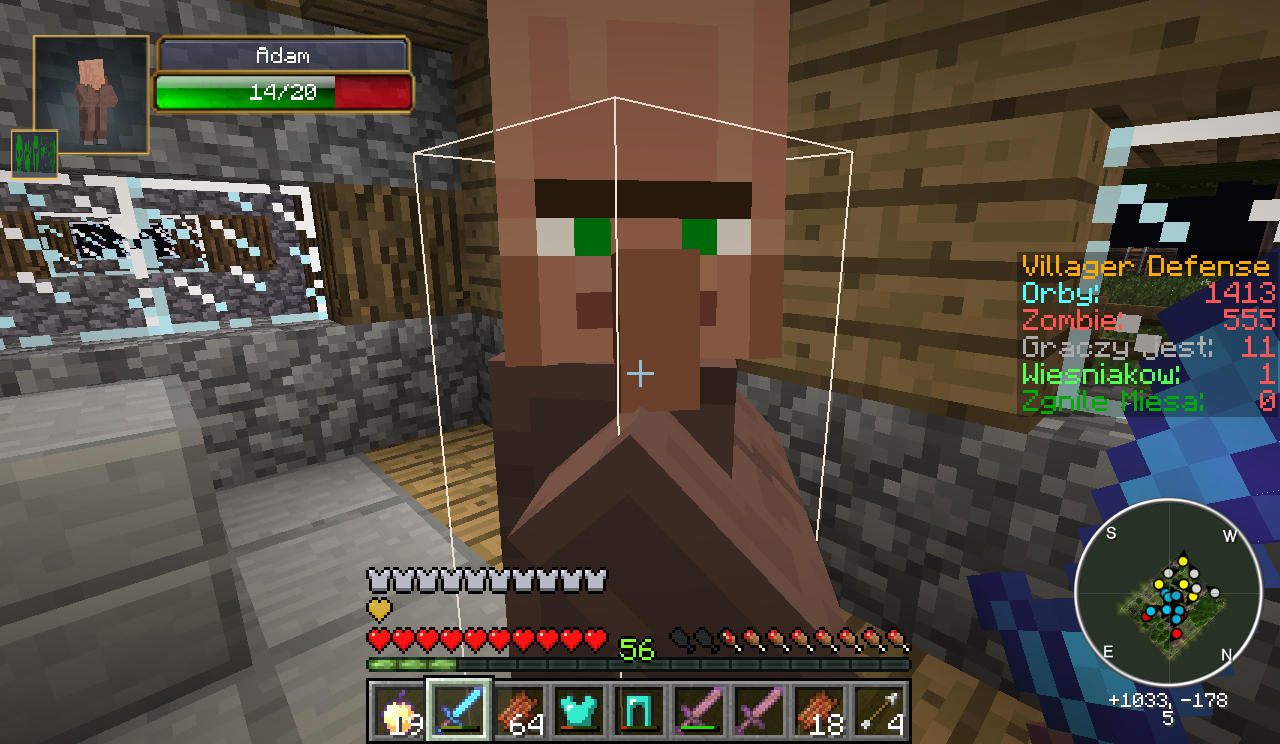 Adam
14/20
Villager Defense
Orby: 1413
Zombie: 555
Graczy jest: 11
Wiesniakow: 1
Zgnile Miesa: 0
S W
E N
+1033, -178
5
56
19 64 18 4